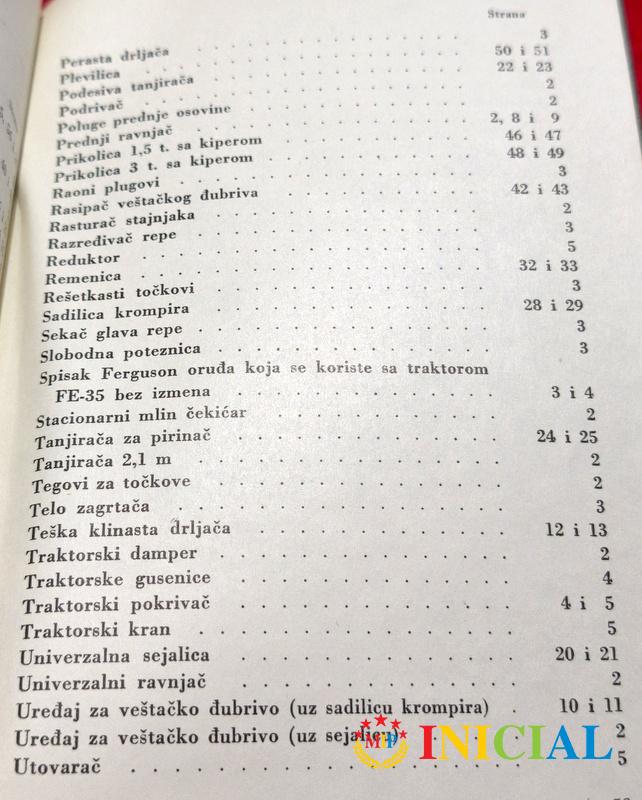 Strana
Perasta drljača . . . . . . . . . . 3
Plevilica . . . . . . . . . . 50 i 51
Podesiva tanjirača . . . . . . . . . . 22 i 23
Podrivač . . . . . . . . . . 2
Poluge prednje osovine . . . . . . . . . . 2
Prednji ravnjač . . . . . . . . . . 2, 8 i 9
Prikolica 1,5 t. sa kiperom . . . . . . . . . . 46 i 47
Prikolica 3 t. sa kiperom . . . . . . . . . . 48 i 49
Raoni plugovi . . . . . . . . . . 3
Rasipač veštačkog đubriva . . . . . . . . . . 42 i 43
Rasturač stajnjaka . . . . . . . . . . 2
Razređivač repe . . . . . . . . . . 3
Reduktor . . . . . . . . . . 5
Remenica . . . . . . . . . . 32 i 33
Rešetkasti točkovi . . . . . . . . . . 3
Sadilica krompira . . . . . . . . . . 28 i 29
Sekač glava repe . . . . . . . . . . 3
Slobodna poteznica . . . . . . . . . . 3
Spisak Ferguson oruđa koja se koriste sa traktorom
FE-35 bez izmena . . . . . . . . . . 3 i 4
Stacionarni mlin čekićar . . . . . . . . . . 2
Tanjirača za pirinač . . . . . . . . . . 24 i 25
Tanjirača 2,1 m . . . . . . . . . . 2
Tegovi za točkove . . . . . . . . . . 2
Telo zagrtača . . . . . . . . . . 3
Teška klinasta drljača . . . . . . . . . . 12 i 13
Traktorski damper . . . . . . . . . . 2
Traktorske gusenice . . . . . . . . . . 4
Traktorski pokrivač . . . . . . . . . . 4 i 5
Traktorski kran . . . . . . . . . . 5
Univerzalna sejalica . . . . . . . . . . 20 i 21
Univerzalni ravnjač . . . . . . . . . . 2
Uređaj za veštačko đubrivo (uz sadilicu krompira) . 10 i 11
Uređaj za veštačko đubrivo (uz sejalicu) 2
Utovarač . . . . . . . . . . 5
MP INICIAL